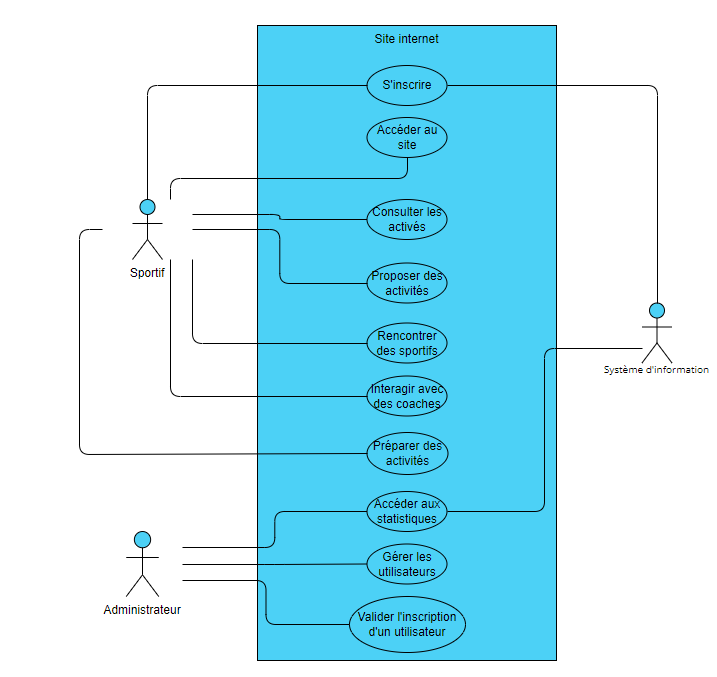 Site internet
S'inscrire
Accéder au
site
Consulter les
activés
Proposer des
activités
Sportif
Rencontrer
des sportifs
Système d'information
Interagir avec
des coaches
Préparer des
activités
Accéder aux
statistiques
Gérer les
utilisateurs
Administrateur
Valider l'inscription
d'un utilisateur